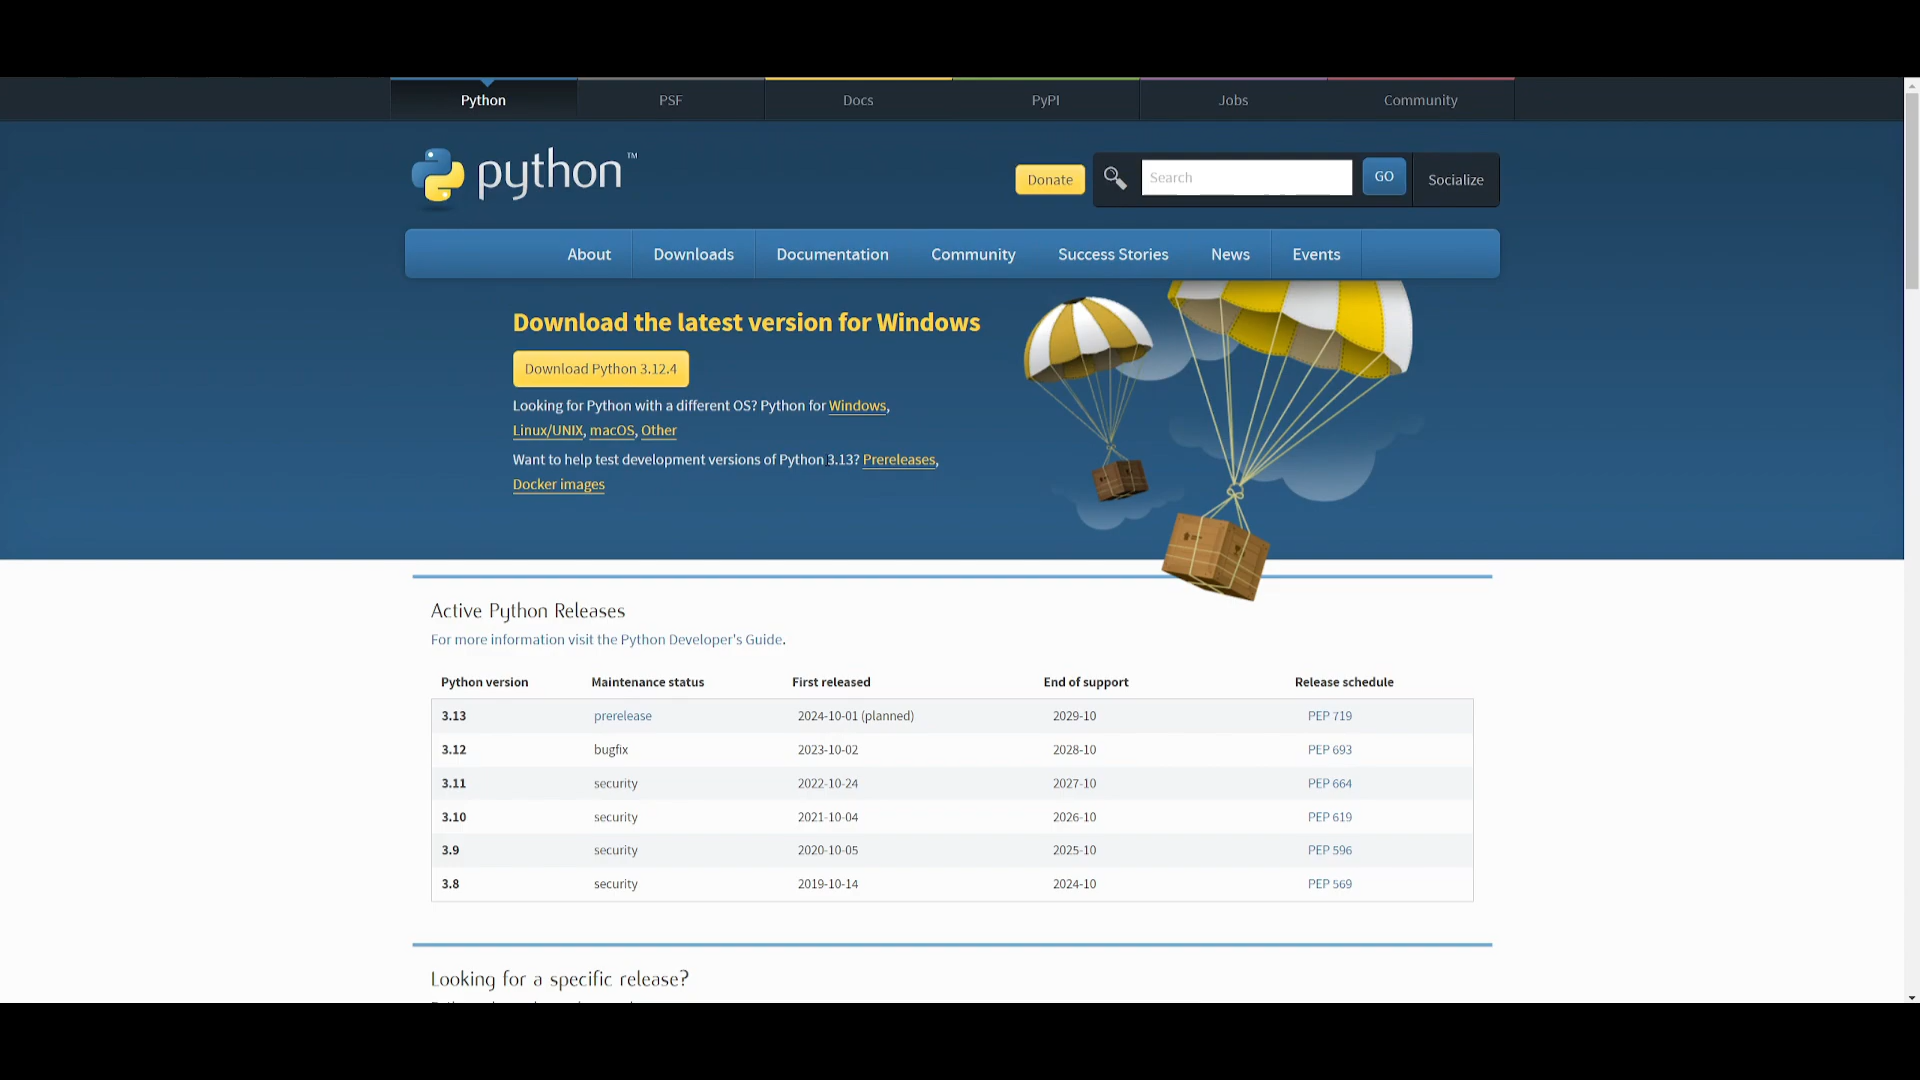 Python PSF Docs PyPI Jobs Community
python™
Donate Search GO Socialize
About Downloads Documentation Community Success Stories News Events
Download the latest version for Windows
Download Python 3.12.4
Looking for Python with a different OS? Python for Windows,
Linux/UNIX, macOS, Other
Want to help test development versions of Python 3.13? Prereleases,
Docker images
Active Python Releases
For more information visit the Python Developer's Guide.
Python version Maintenance status First released End of support Release schedule
3.13 prerelease 2024-10-01 (planned) 2029-10 PEP 719
3.12 bugfix 2023-10-02 2028-10 PEP 693
3.11 security 2022-10-24 2027-10 PEP 664
3.10 security 2021-10-04 2026-10 PEP 619
3.9 security 2020-10-05 2025-10 PEP 596
3.8 security 2019-10-14 2024-10 PEP 569
Looking for a specific release?